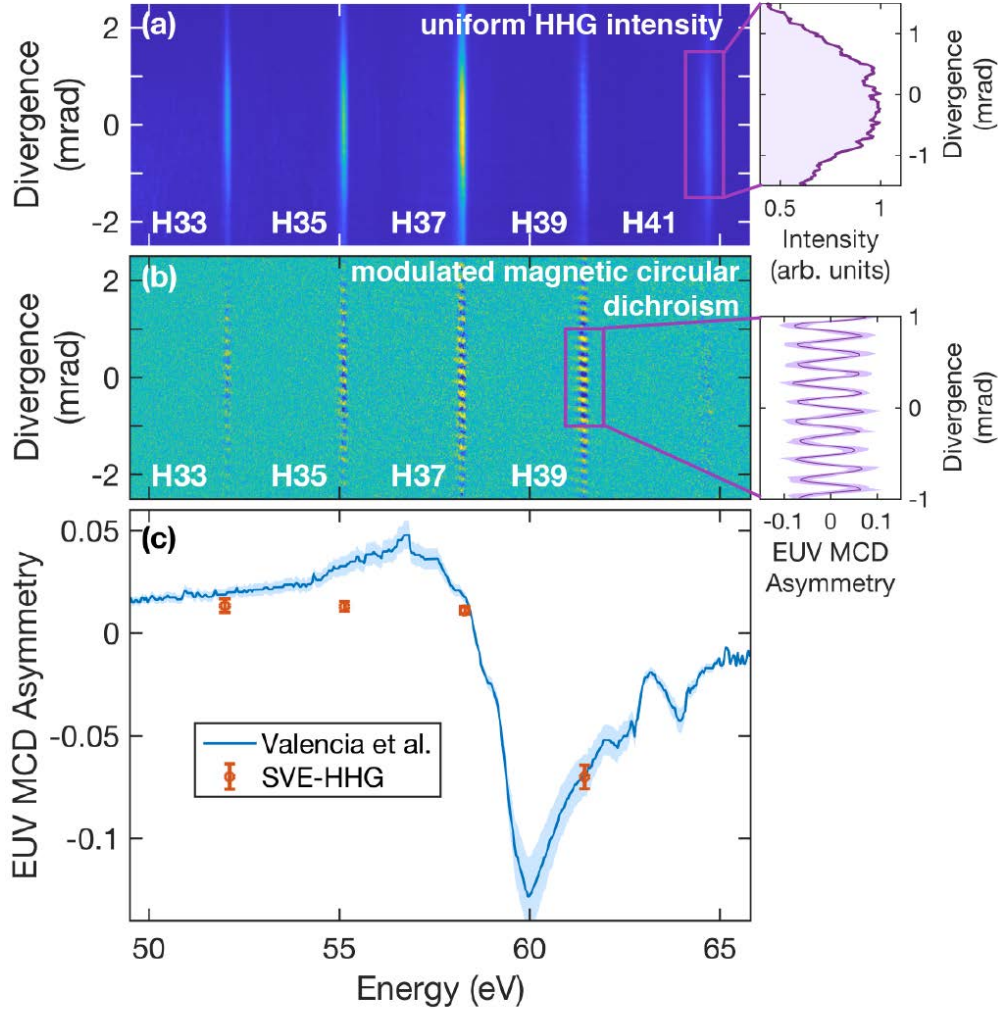 (a)
uniform HHG intensity
2
0
-2
Divergence
(mrad)
H33 H35 H37 H39 H41
1
0
-1
Divergence
(mrad)
0.5 1
Intensity
(arb. units)
(b)
modulated magnetic circular
dichroism
2
0
-2
Divergence
(mrad)
H33 H35 H37 H39
1
0
-1
Divergence
(mrad)
-0.1 0 0.1
EUV MCD
Asymmetry
(c)
0.05
0
-0.05
-0.1
EUV MCD Asymmetry
Valencia et al.
SVE-HHG
50 55 60 65
Energy (eV)